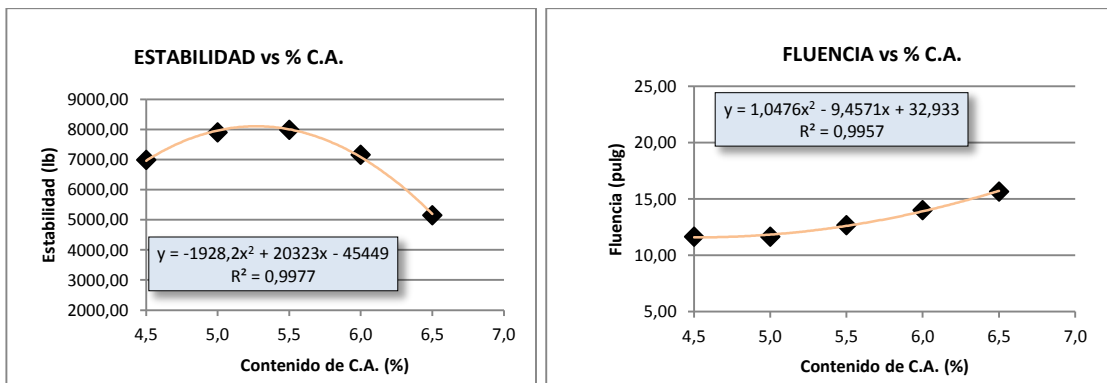 ESTABILIDAD vs % C.A.
9000,00
8000,00
7000,00
6000,00
5000,00
4000,00
3000,00
2000,00
Estabilidad (lb)
y = -1928,2x² + 20323x - 45449
R² = 0,9977
4,5 5,0 5,5 6,0 6,5 7,0
Contenido de C.A. (%)
FLUENCIA vs % C.A.
25,00
20,00
15,00
10,00
5,00
Fluencia (pulg)
y = 1,0476x² - 9,4571x + 32,933
R² = 0,9957
4,5 5,0 5,5 6,0 6,5 7,0
Contenido de C.A. (%)